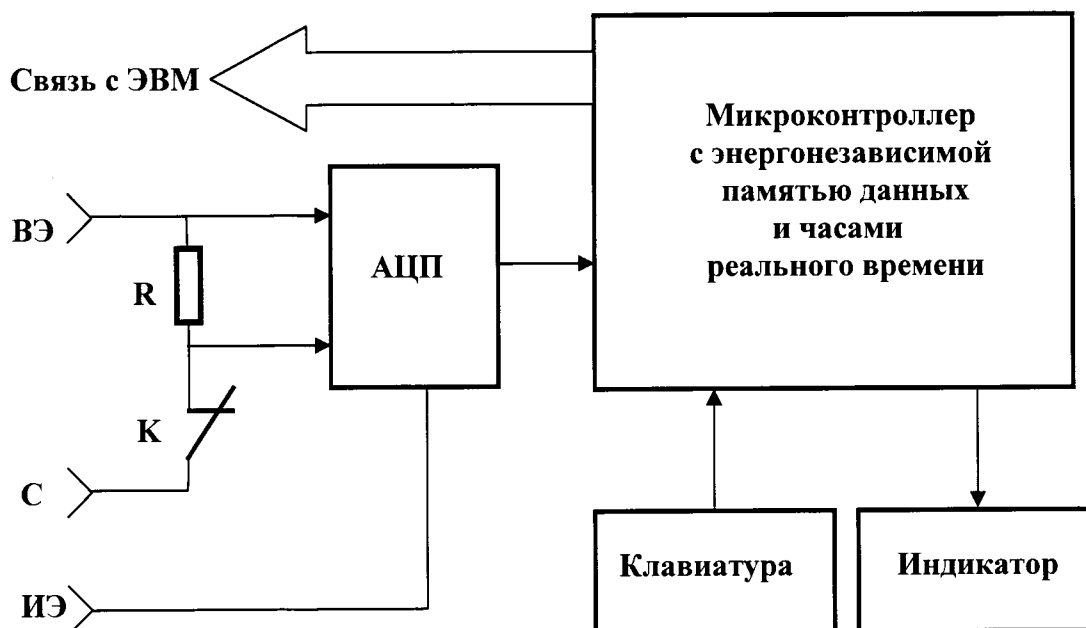 Связь с ЭВМ
Микроконтроллер
с энергонезависимой
памятью данных
и часами
реального времени
ВЭ
АЦП
R
К
С
ИЭ
Клавиатура
Индикатор